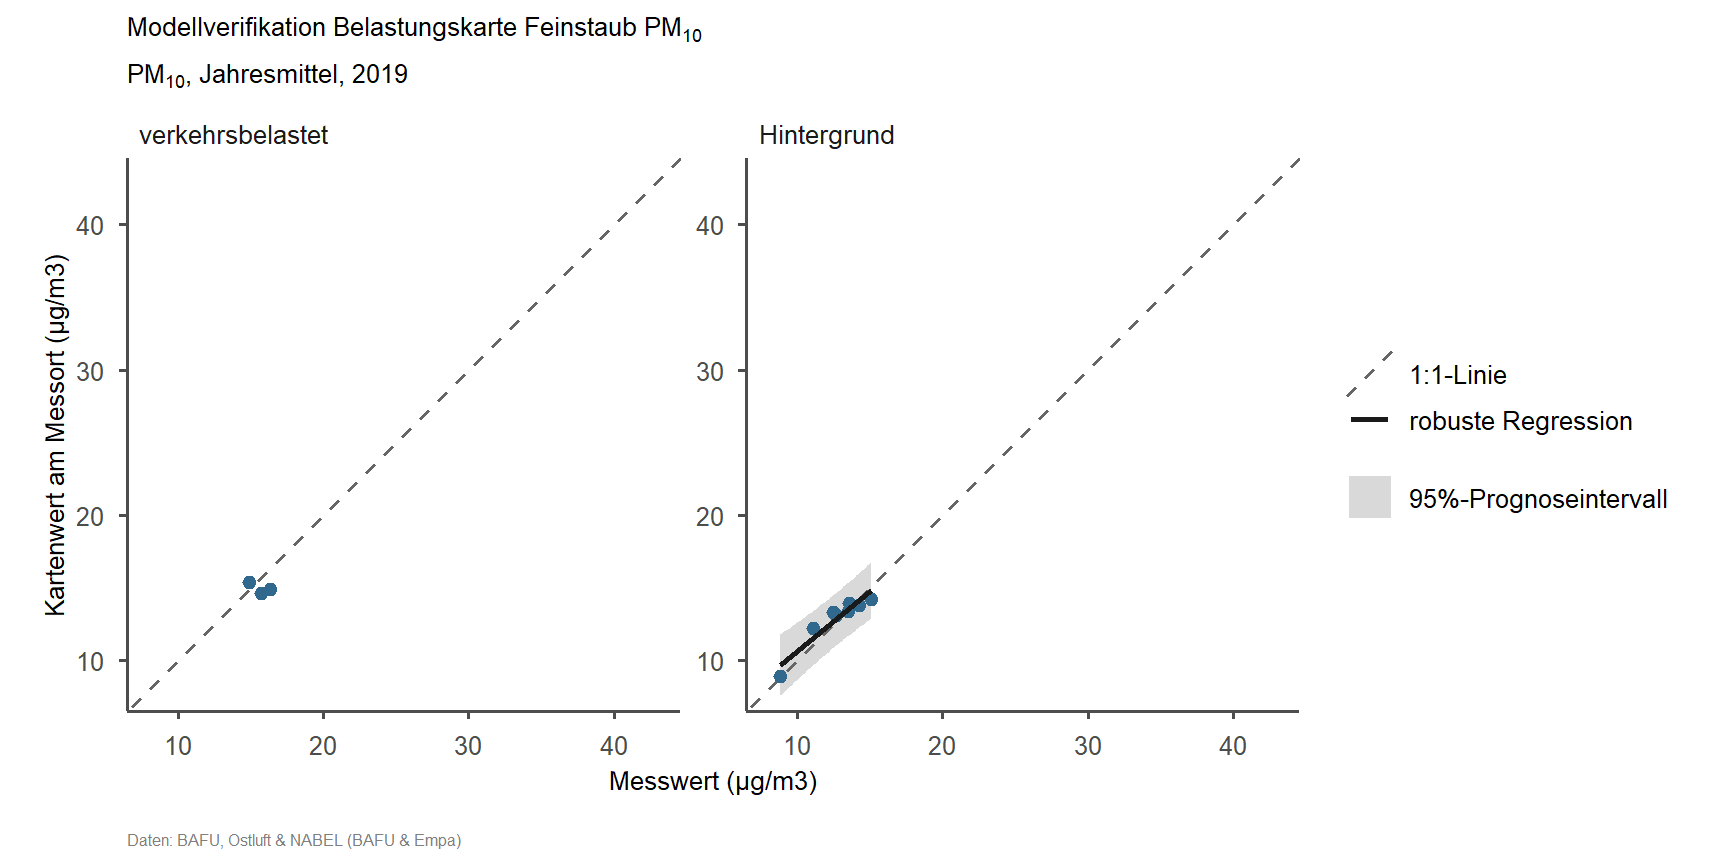 Modellverifikation Belastungskarte Feinstaub PM10
PM10, Jahresmittel, 2019
verkehrsbelastet
Hintergrund
Kartenwert am Messort (µg/m3)
40
30
20
10
10 20 30 40
40
30
20
10
10 20 30 40
Messwert (µg/m3)
1:1-Linie
robuste Regression
95%-Prognoseintervall
Daten: BAFU, Ostluft & NABEL (BAFU & Empa)